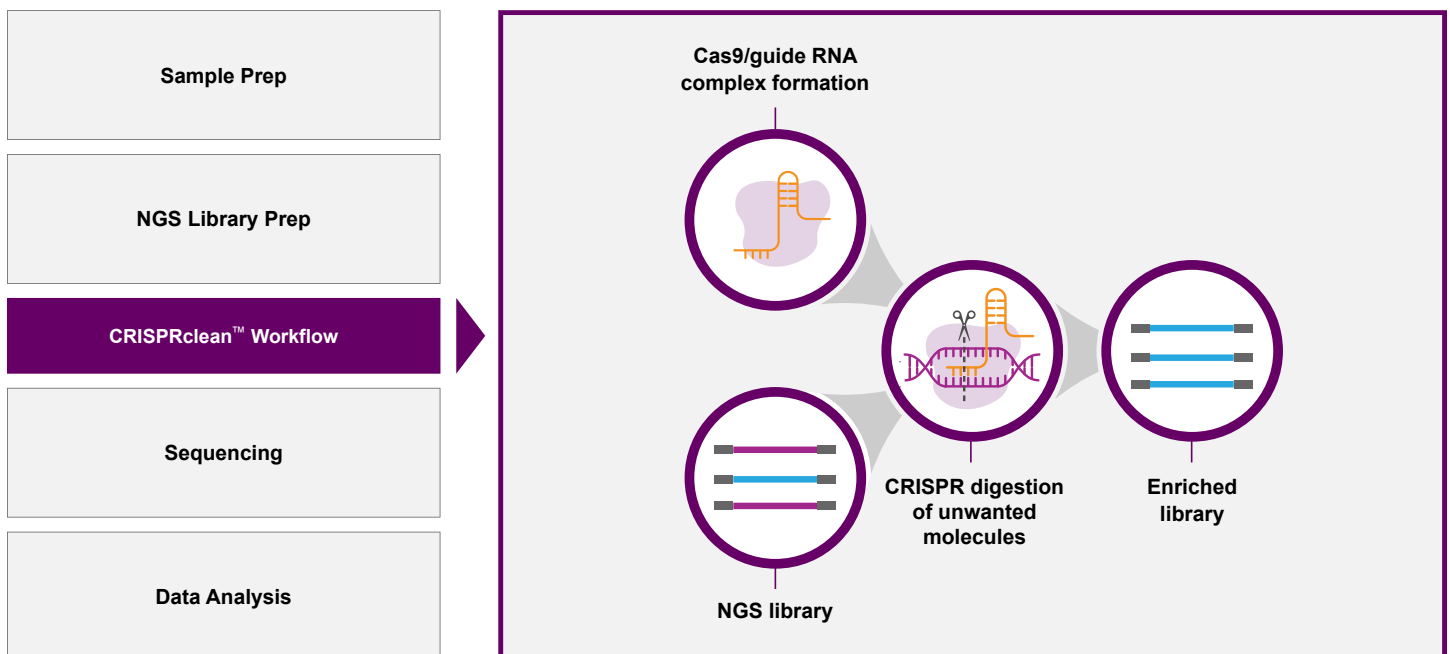 Sample Prep
NGS Library Prep
CRISPRclean™ Workflow
Sequencing
Data Analysis
Cas9/guide RNA
complex formation
NGS library
CRISPR digestion
of unwanted
molecules
Enriched
library